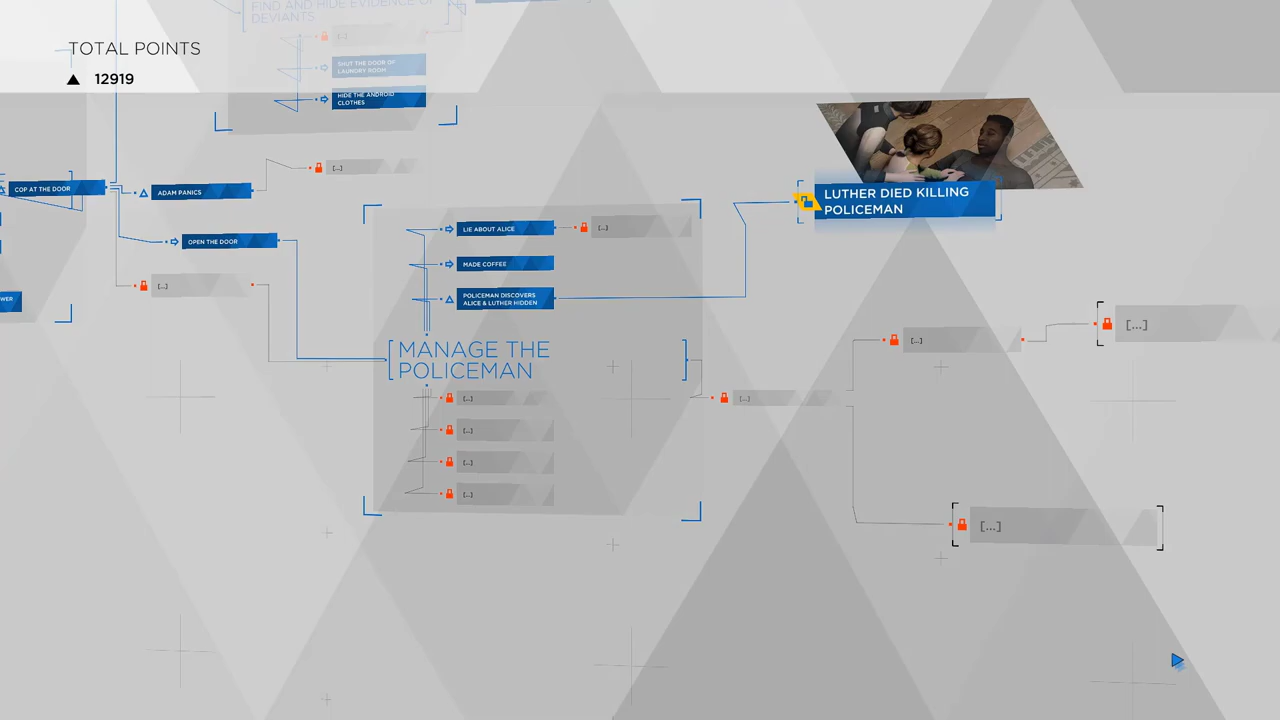 FIND AND HIDE EVIDENCE OF
DEVIANTS
TOTAL POINTS
12919
[...]
SHUT THE DOOR OF
LAUNDRY ROOM
HIDE THE ANDROID
CLOTHES
[...]
COP AT THE DOOR
ADAM PANICS
LUTHER DIED KILLING
POLICEMAN
LIE ABOUT ALICE
[...]
OPEN THE DOOR
MADE COFFEE
[...]
POLICEMAN DISCOVERS
ALICE & LUTHER HIDDEN
WER
MANAGE THE
POLICEMAN
[...]
[...]
[...]
[...]
[...]
[...]
[...]
[...]